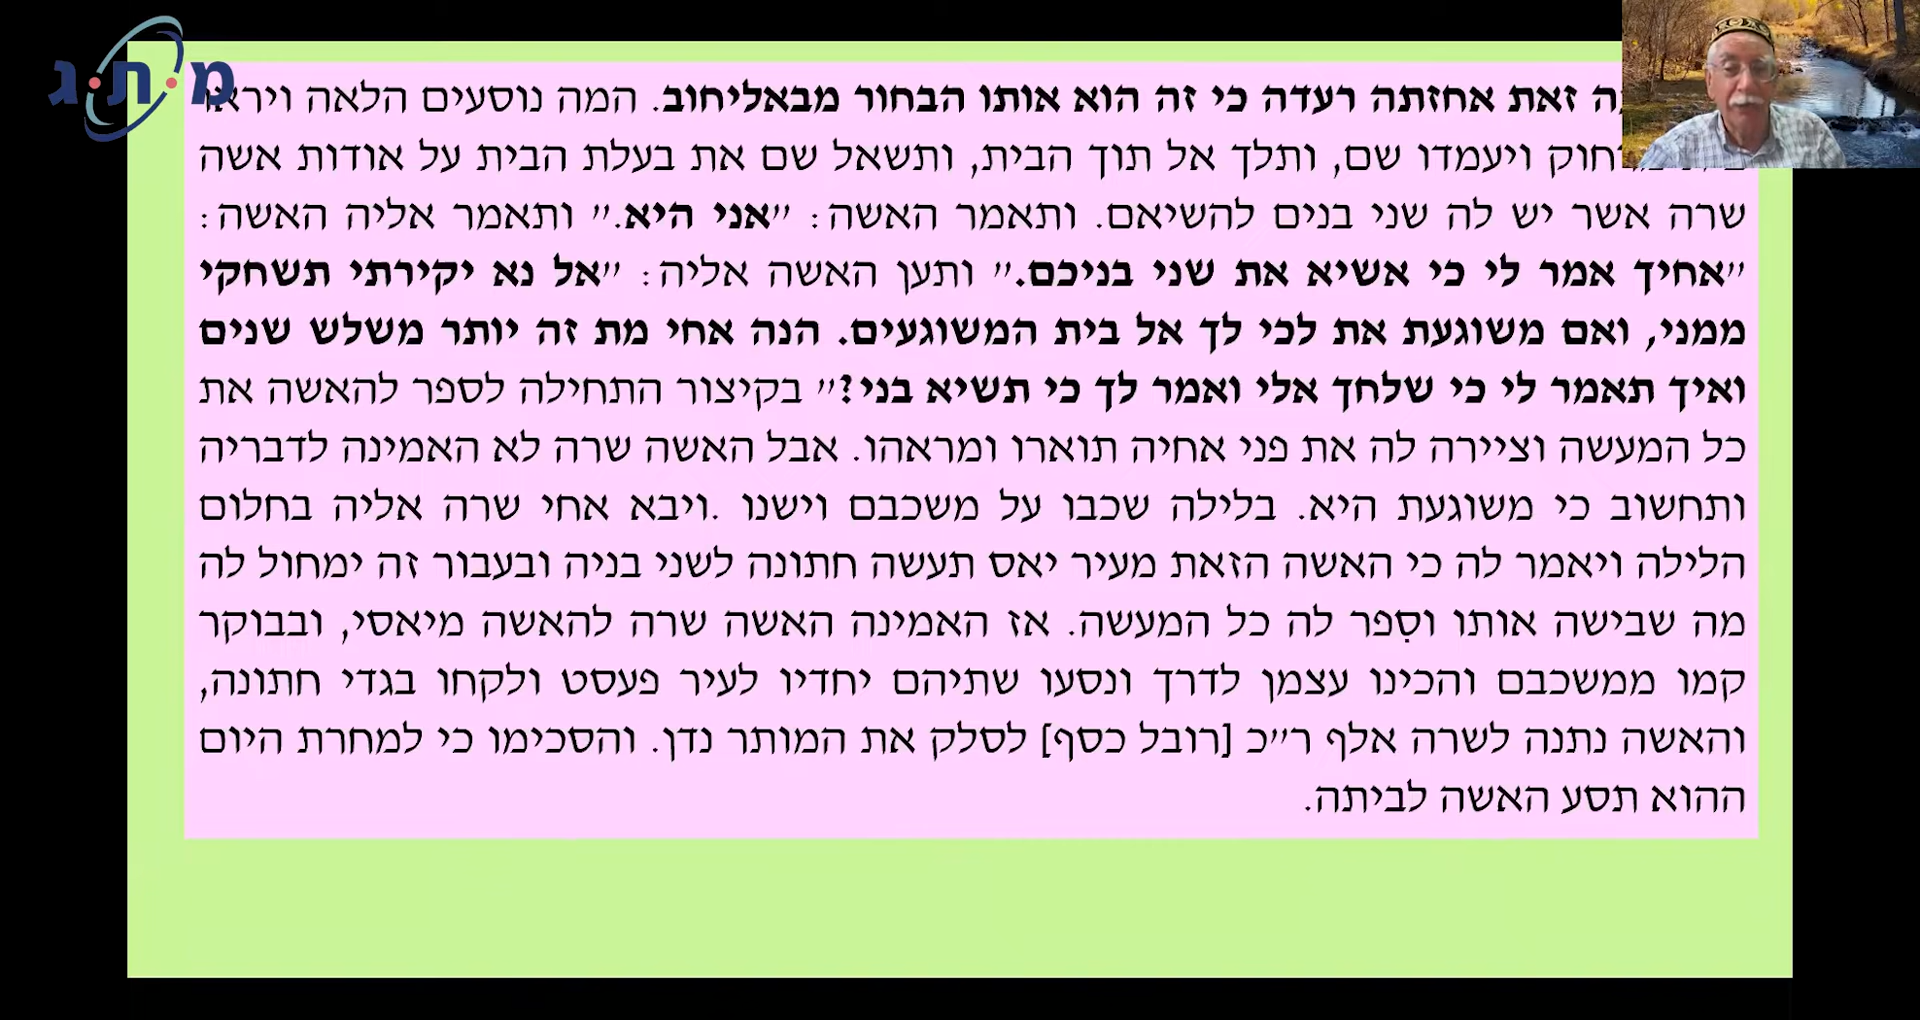 מ.ת.ג
זאת אחזתה רעדה כי זה הוא אותו הבחור מבאליחוב. המה נוסעים הלאה ויראו
ויעמדו שם, ותלך אל תוך הבית, ותשאל שם את בעלת הבית על אודות אשה
שרה אשר יש לה שני בנים להשיאם. ותאמר האשה: "אני היא." ותאמר אליה האשה:
"אחיך אמר לי כי אשיא את שני בניכם." ותען האשה אליה: "אל נא יקירתי תשחקי
ממני, ואם משוגעת את לכי לך אל בית המשוגעים. הנה אחי מת זה יותר משלש שנים
ואיך תאמר לי כי שלחך אלי ואמר לך כי תשיא בני?" בקיצור התחילה לספר להאשה את
כל המעשה וציירה לה את פני אחיה תוארו ומראהו. אבל האשה שרה לא האמינה לדבריה
ותחשוב כי משוגעת היא. בלילה שכבו על משכבם וישנו .ויבא אחי שרה אליה בחלום
הלילה ויאמר לה כי האשה הזאת מעיר יאס תעשה חתונה לשני בניה ובעבור זה ימחול לה
מה שבישה אותו וסִפר לה כל המעשה. אז האמינה האשה שרה להאשה מיאסי, ובבוקר
קמו ממשכבם והכינו עצמן לדרך ונסעו שתיהם יחדיו לעיר פעסט ולקחו בגדי חתונה,
והאשה נתנה לשרה אלף ר"כ [רובל כסף] לסלק את המותר נדן. והסכימו כי למחרת היום
ההוא תסע האשה לביתה.